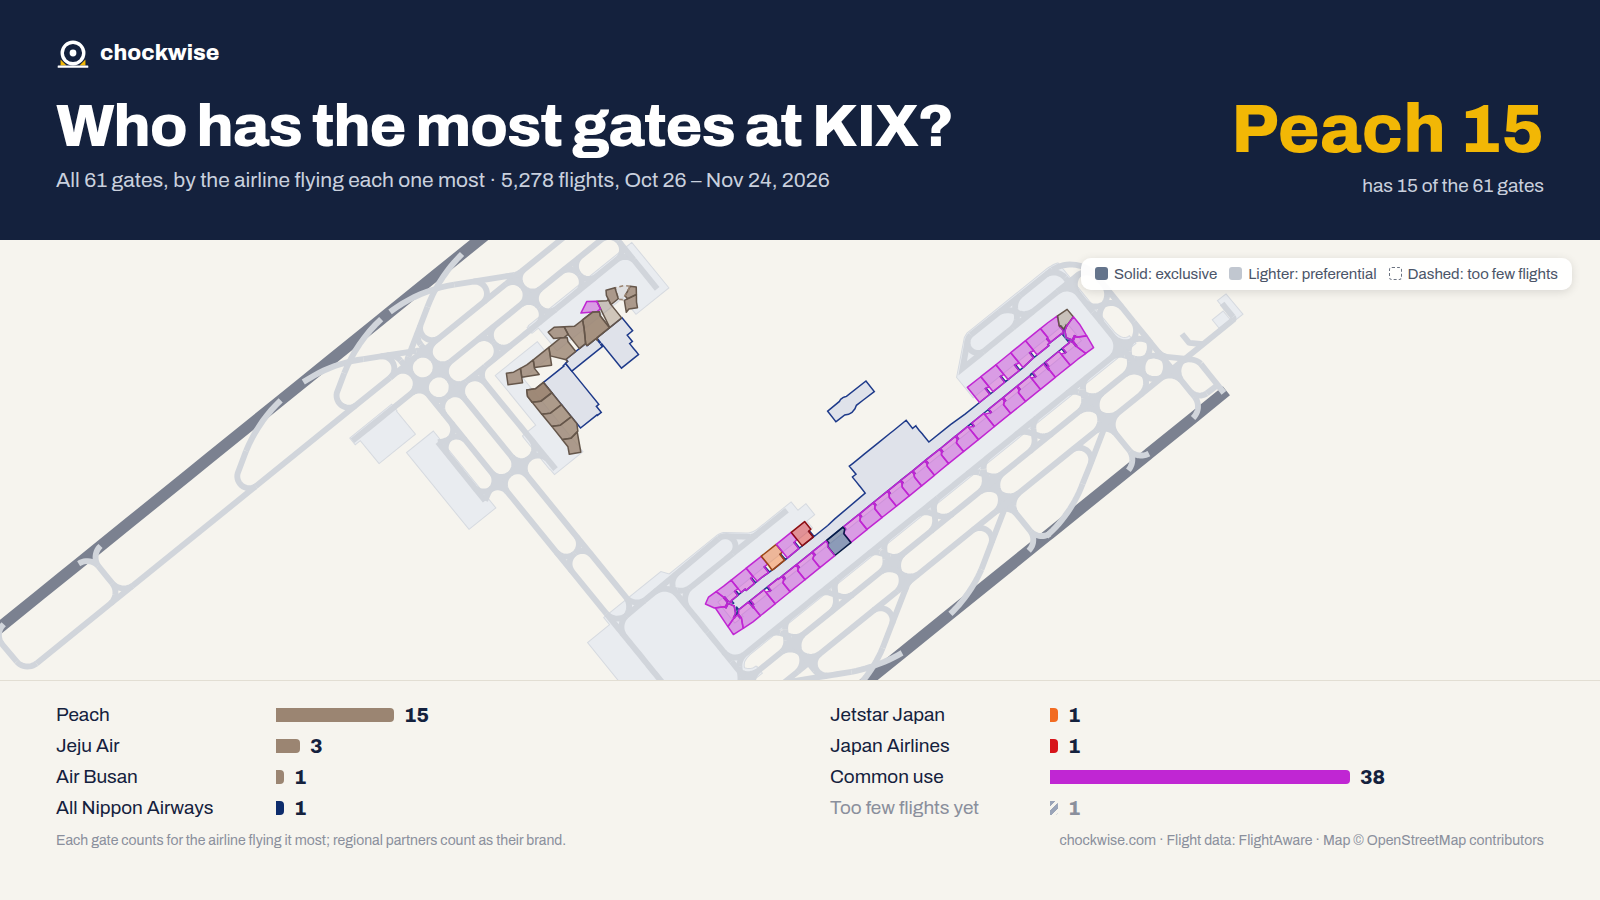 chockwise
Who has the most gates at KIX?
All 61 gates, by the airline flying each one most · 5,278 flights, Oct 26 – Nov 24, 2026
Peach 15
has 15 of the 61 gates
Solid: exclusive
Lighter: preferential
Dashed: too few flights
Peach 15
Jeju Air 3
Air Busan 1
All Nippon Airways 1
Jetstar Japan 1
Japan Airlines 1
Common use 38
Too few flights yet 1
Each gate counts for the airline flying it most; regional partners count as their brand.
chockwise.com · Flight data: FlightAware · Map © OpenStreetMap contributors